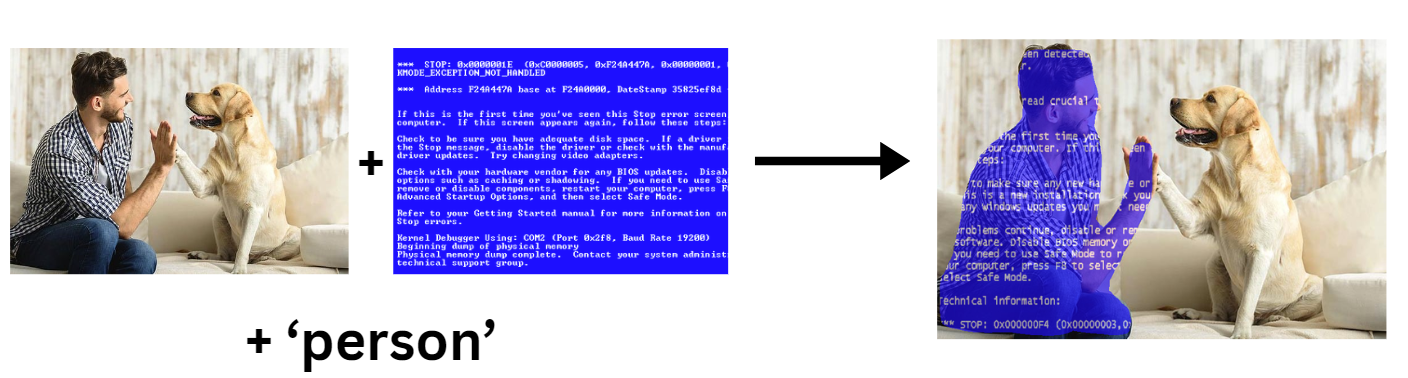 +
*** STOP: 0x0000001E (0xC0000005, 0xF24A447A, 0x00000001, 
KMODE_EXCEPTION_NOT_HANDLED
*** Address F24A447A base at F24A0000, DateStamp 35825ef8d
If this is the first time you've seen this Stop error screen
computer. If this screen appears again, follow these steps:
Check to be sure you have adequate disk space. If a driver
the Stop message, disable the driver or check with the manuf
driver updates. Try changing video adapters.
Check with your hardware vendor for any BIOS updates. Disab
options such as caching or shadowing. If you need to use Sa
remove or disable components, restart your computer, press F
Advanced Startup Options, and then select Safe Mode.
Refer to your Getting Started manual for more information on
Stop errors.
Kernel Debugger Using: COM2 (Port 0x2f8, Baud Rate 19200)
Beginning dump of physical memory
Physical memory dump complete. Contact your system administ
technical support group.
+ ‘person’
een detected
r.
read crucial t
the first time you
our computer. If thi een
teps:
to make sure any new ha e or
his is a new installation k you
any windows updates you m t need
problems continue, disable or re
software. Disable BIOS memory or
you need to use Safe Mode to r
ur computer, press F8 to select
elect Safe Mode.
echnical information:
** STOP: 0x000000F4 (0x00000003,0